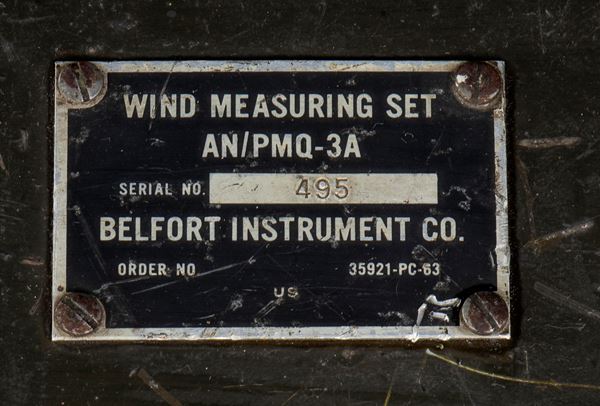 WIND MEASURING SET
AN/PMQ-3A
SERIAL NO. 495
BELFORT INSTRUMENT CO.
ORDER NO 35921-PC-63
US